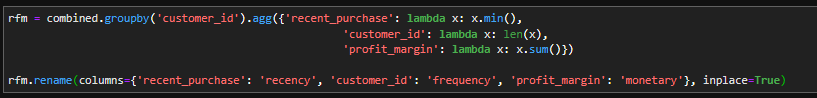 rfm = combined.groupby('customer_id').agg({'recent_purchase': lambda x: x.min(),
'customer_id': lambda x: len(x),
'profit_margin': lambda x: x.sum()})
rfm.rename(columns={'recent_purchase': 'recency', 'customer_id': 'frequency', 'profit_margin': 'monetary'}, inplace=True)